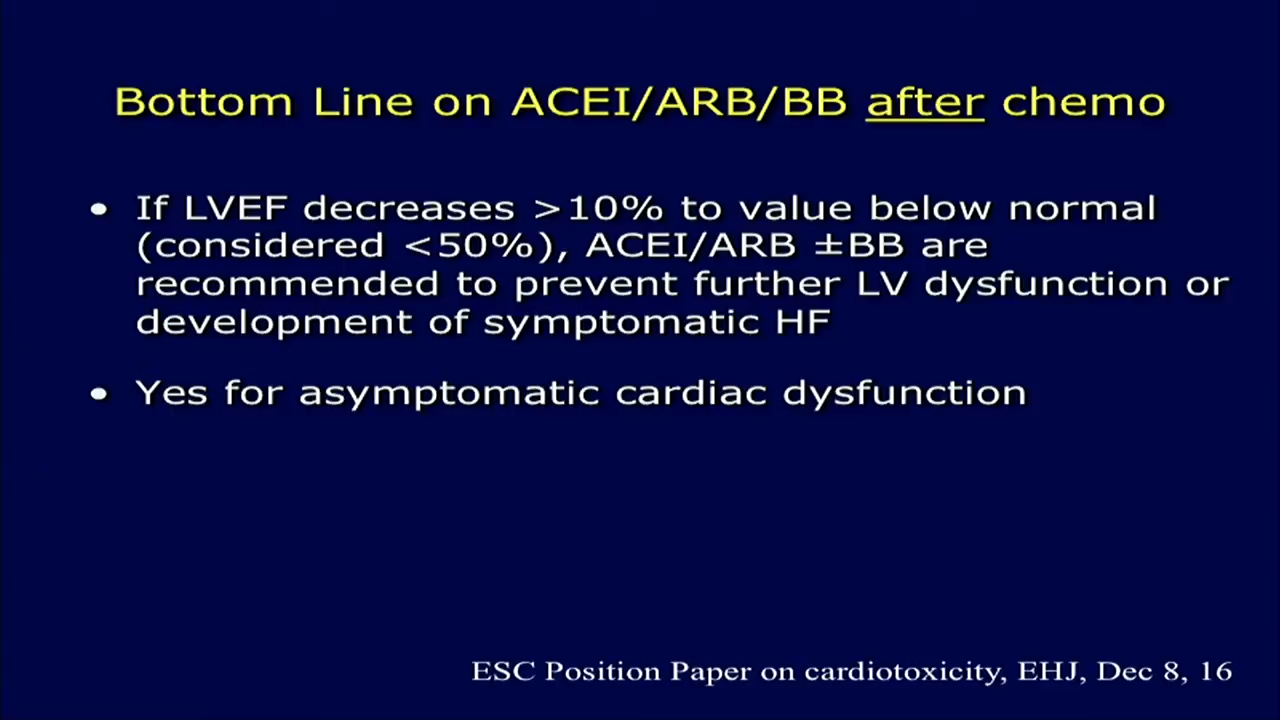 Bottom Line on ACEI/ARB/BB after chemo
• If LVEF decreases >10% to value below normal
(considered <50%), ACEI/ARB ±BB are
recommended to prevent further LV dysfunction or
development of symptomatic HF
• Yes for asymptomatic cardiac dysfunction
ESC Position Paper on cardiotoxicity, EHJ, Dec 8, 16